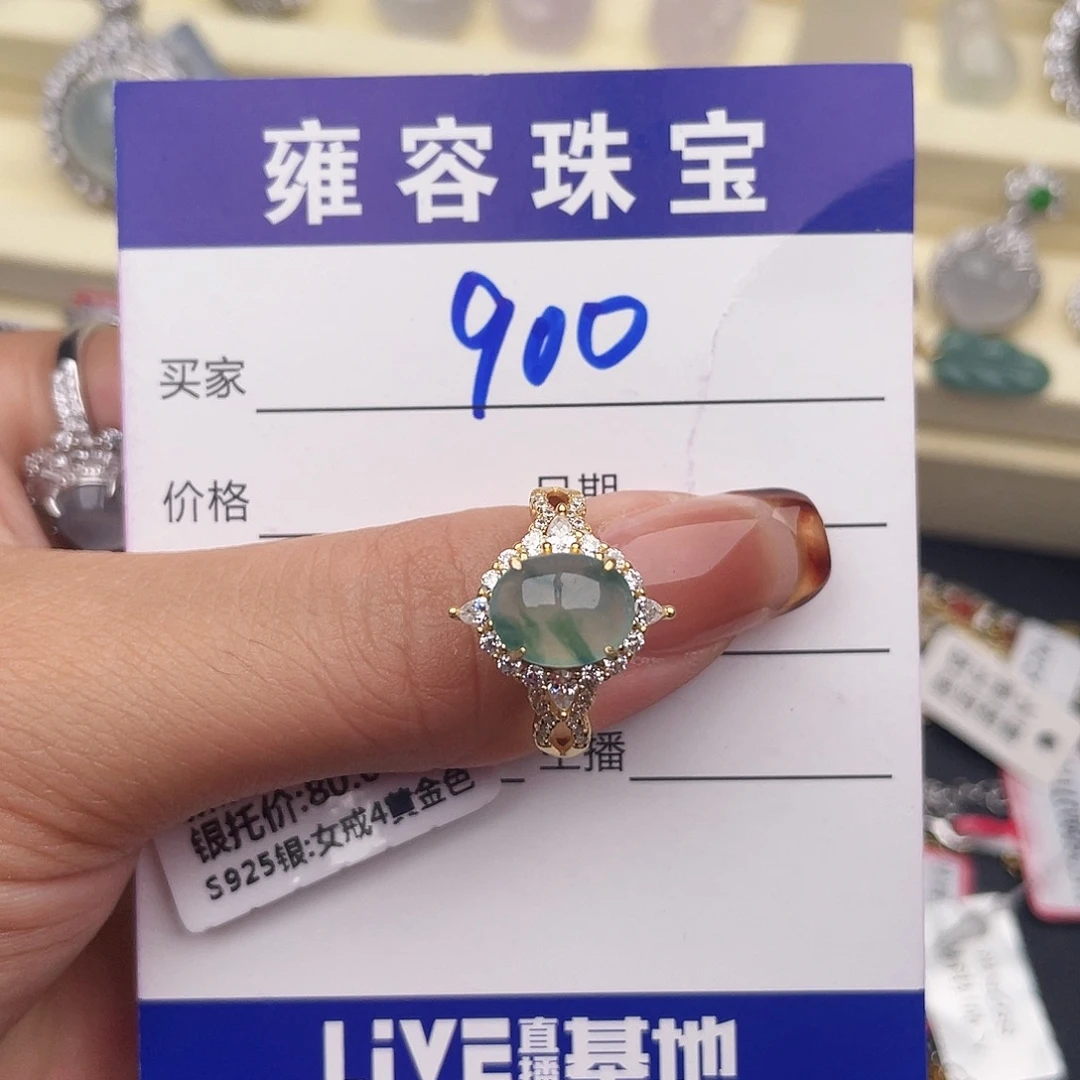 雍容珠宝
900
买家
价格
日期
主播
银托价:80.
S925银:女戒4黄金色
LiVE直播基地